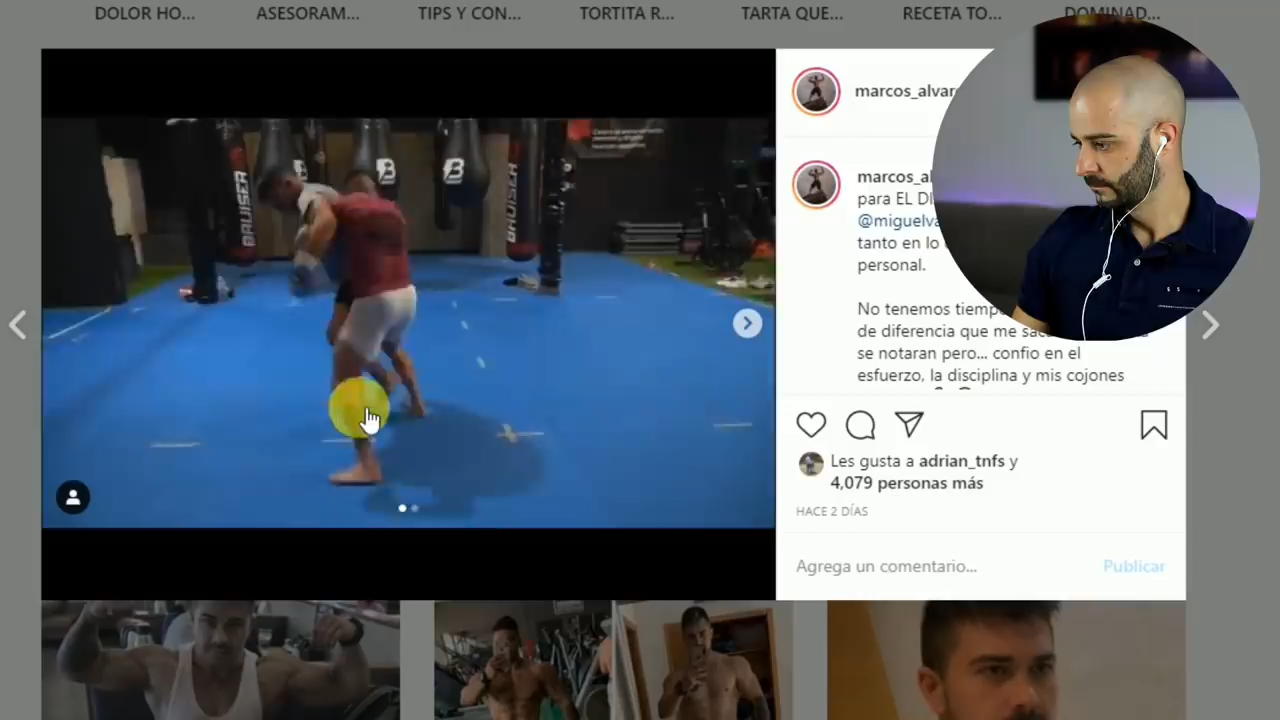 DOLOR HO...
ASESORAM...
TIPS Y CON...
TORTITA R...
TARTA QUE...
RECETA TO...
DOMINAD...
marcos_alvar
BRUISER
B
B
BRUISER
marcos_al
para EL DI
@miguelva
tanto en lo
personal.
No tenemos tiemp
de diferencia que me sac
se notaran pero... confio en el
esfuerzo, la disciplina y mis cojones
Les gusta a adrian_tnfs y
4,079 personas más
HACE 2 DÍAS
Agrega un comentario...
Publicar